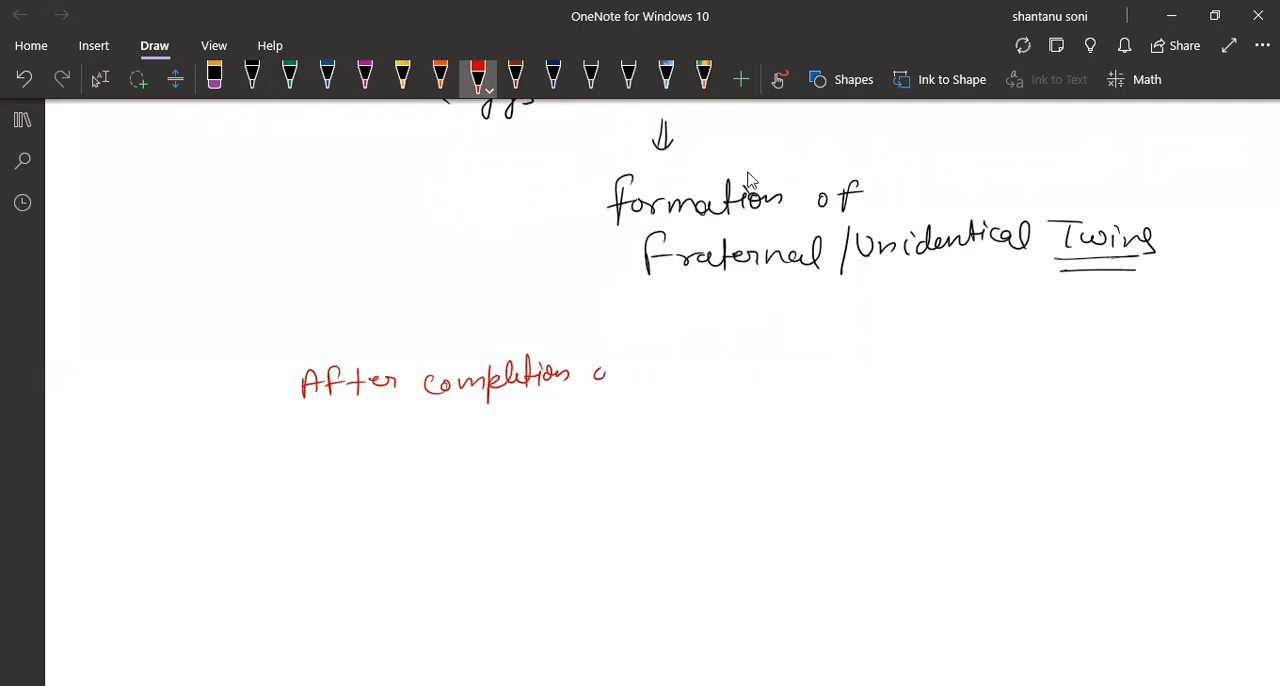 OneNote for Windows 10
shantanu soni
Home Insert Draw View Help
Share
Shapes Ink to Shape Ink to Text Math
formation of
Fraternal/Unidentical Twins
After completion o